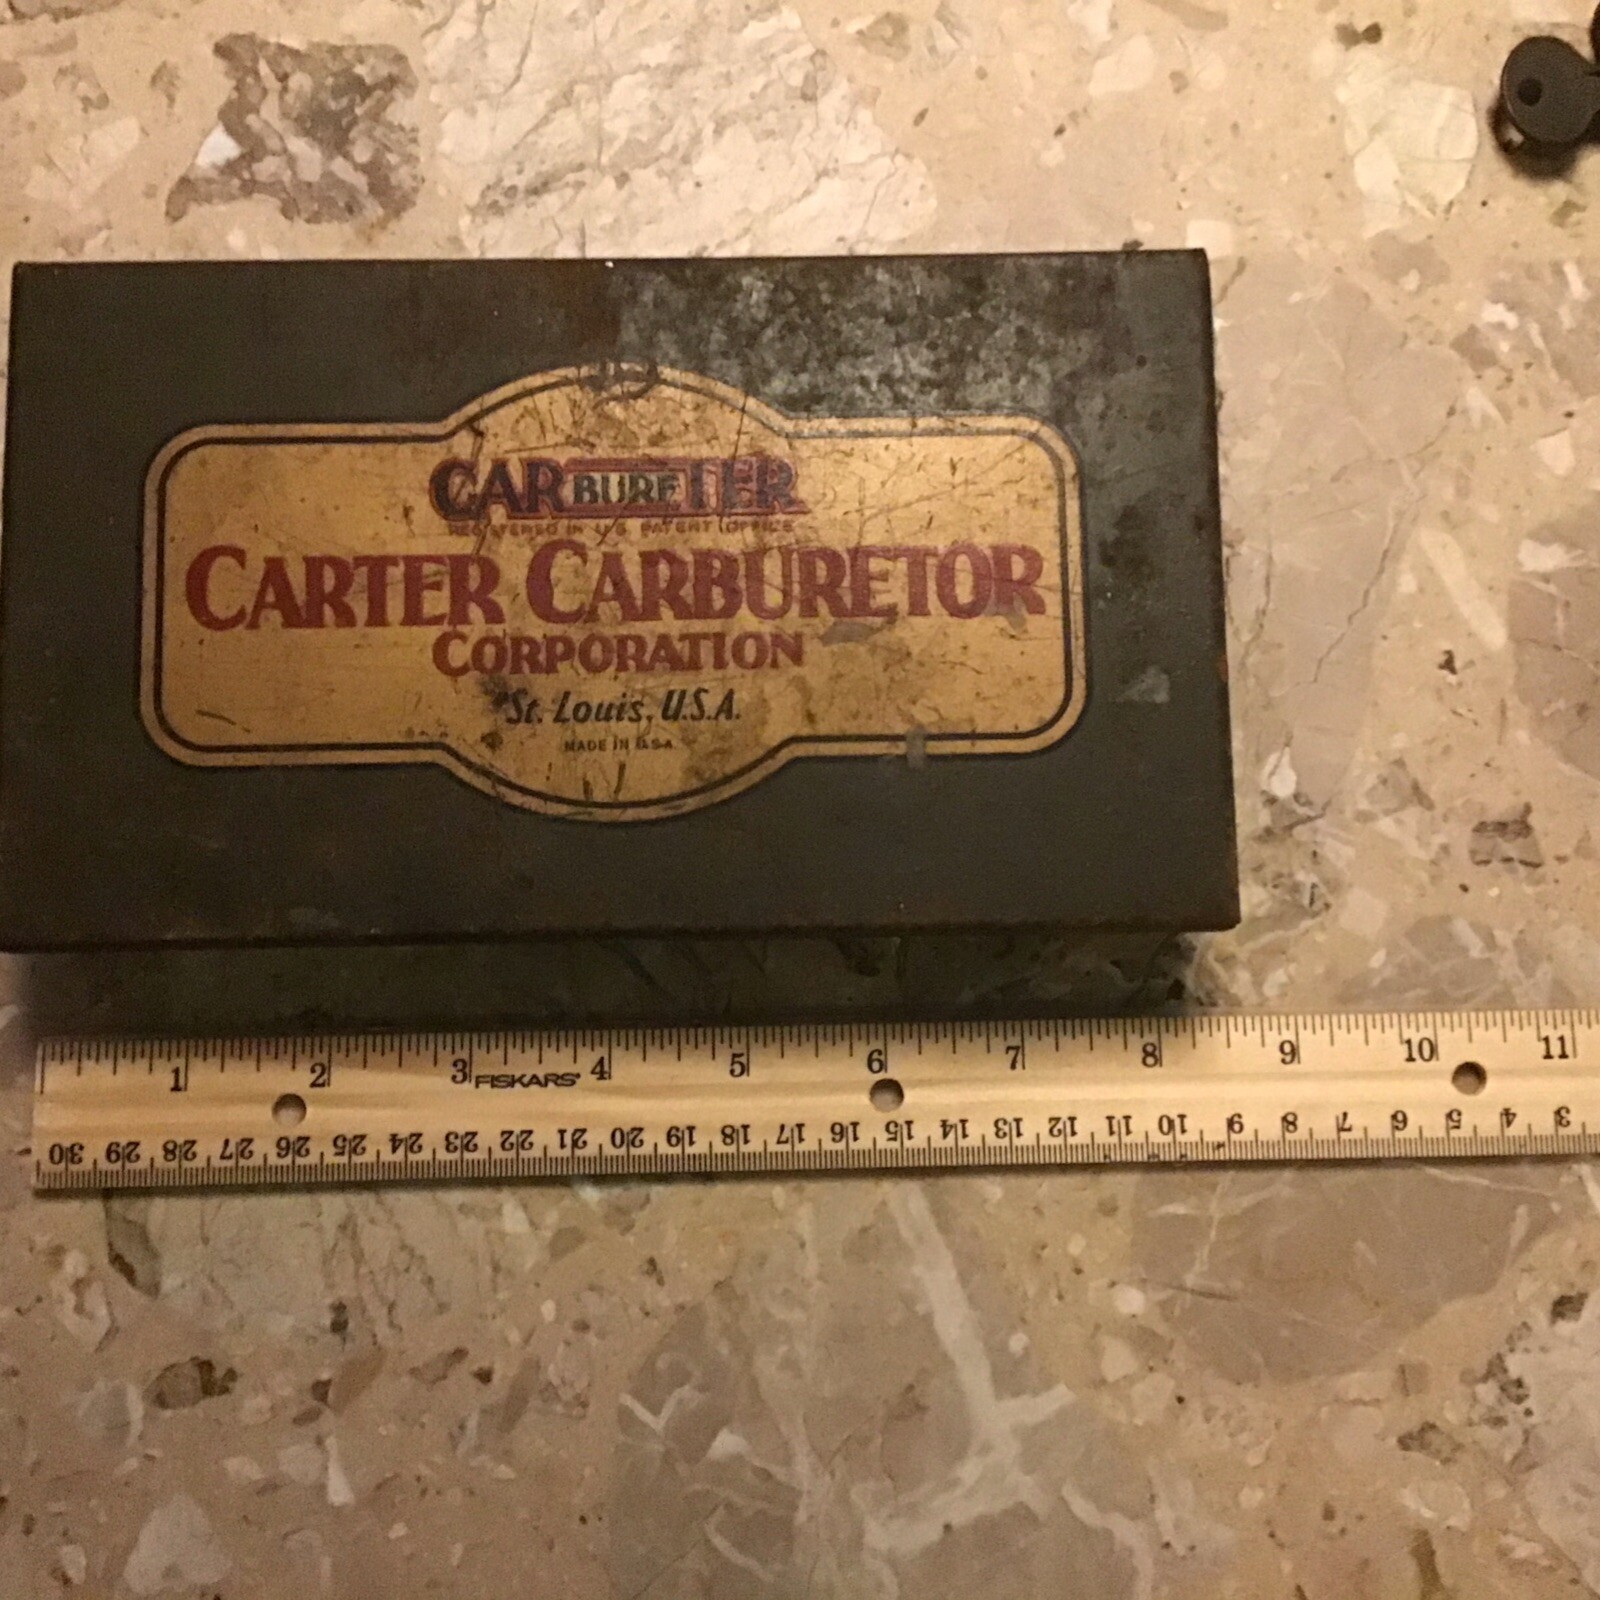 CARBURETER
REGISTERED IN U.S. PATENT OFFICE
CARTER CARBURETOR
CORPORATION
St. Louis, U.S.A.
MADE IN U.S.A.
1 2 3 FISKARS® 4 5 6 7 8 9 10 11
30 29 28 27 26 25 24 23 22 21 20 19 18 17 16 15 14 13 12 11 10 9 8 7 6 5 4 3